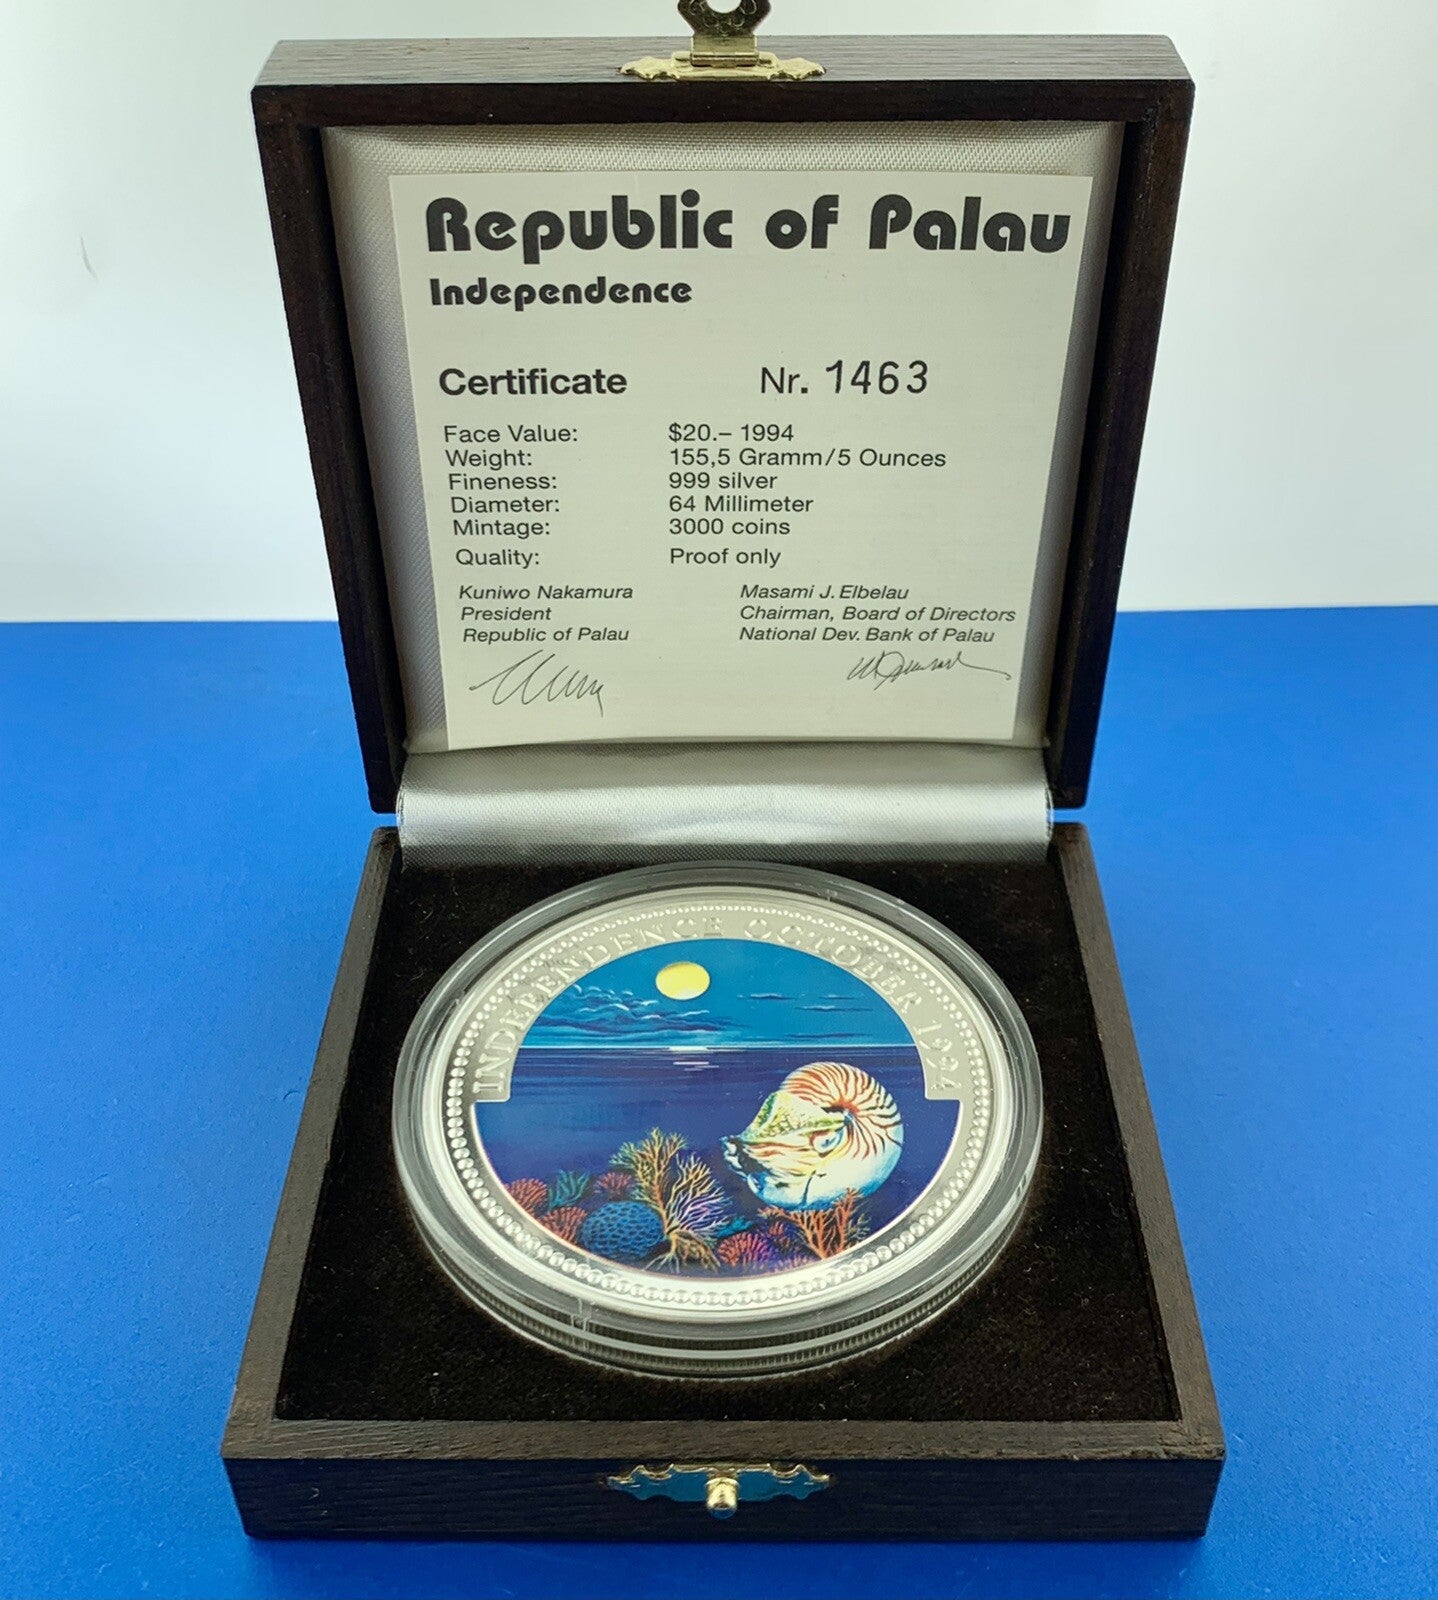 Republic of Palau
Independence
Certificate Nr. 1463
Face Value: $20.– 1994
Weight: 155,5 Gramm/5 Ounces
Fineness: 999 silver
Diameter: 64 Millimeter
Mintage: 3000 coins
Quality: Proof only
Kuniwo Nakamura Masami J. Elbelau
President Chairman, Board of Directors
Republic of Palau National Dev. Bank of Palau
INDEPENDENCE OCTOBER 1994